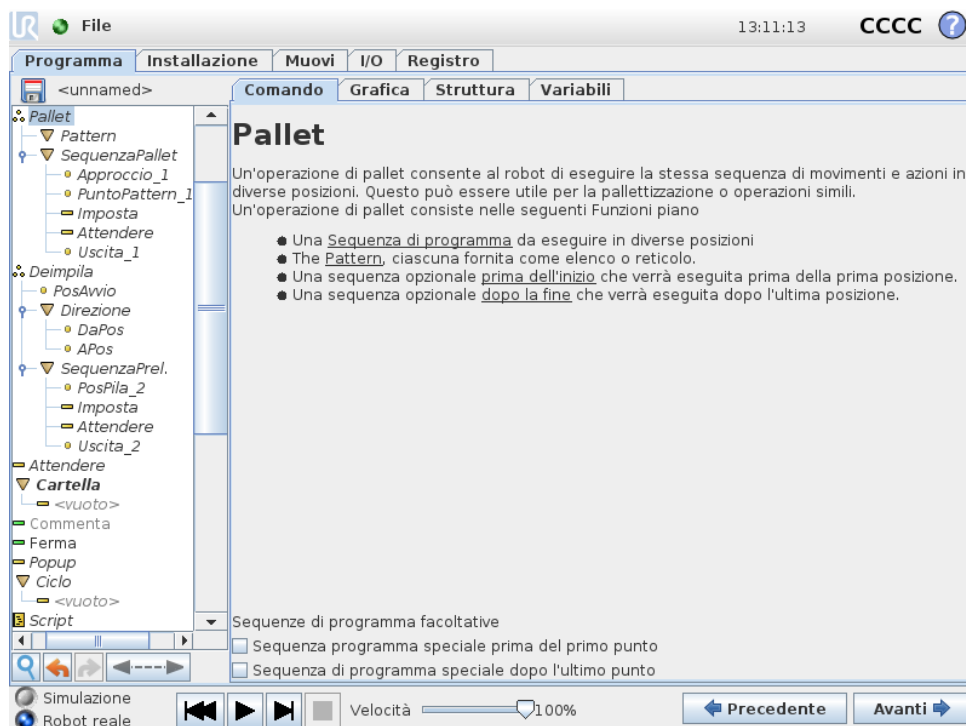 UR File 13:11:13 CCCC ?
Programma Installazione Muovi I/O Registro
<unnamed>
Comando Grafica Struttura Variabili
Pallet
Pattern
SequenzaPallet
Approccio_1
PuntoPattern_1
Imposta
Attendere
Uscita_1
Deimpila
PosAvvio
Direzione
DaPos
APos
SequenzaPrel.
PosPila_2
Imposta
Attendere
Uscita_2
Attendere
Cartella
<vuoto>
Commenta
Ferma
Popup
Ciclo
<vuoto>
Script
Pallet
Un'operazione di pallet consente al robot di eseguire la stessa sequenza di movimenti e azioni in
diverse posizioni. Questo può essere utile per la pallettizzazione o operazioni simili.
Un'operazione di pallet consiste nelle seguenti Funzioni piano
● Una Sequenza di programma da eseguire in diverse posizioni
● The Pattern, ciascuna fornita come elenco o reticolo.
● Una sequenza opzionale prima dell'inizio che verrà eseguita prima della prima posizione.
● Una sequenza opzionale dopo la fine che verrà eseguita dopo l'ultima posizione.
Sequenze di programma facoltative
Sequenza programma speciale prima del primo punto
Sequenza di programma speciale dopo l'ultimo punto
Simulazione
Robot reale
Velocità 100%
Precedente Avanti